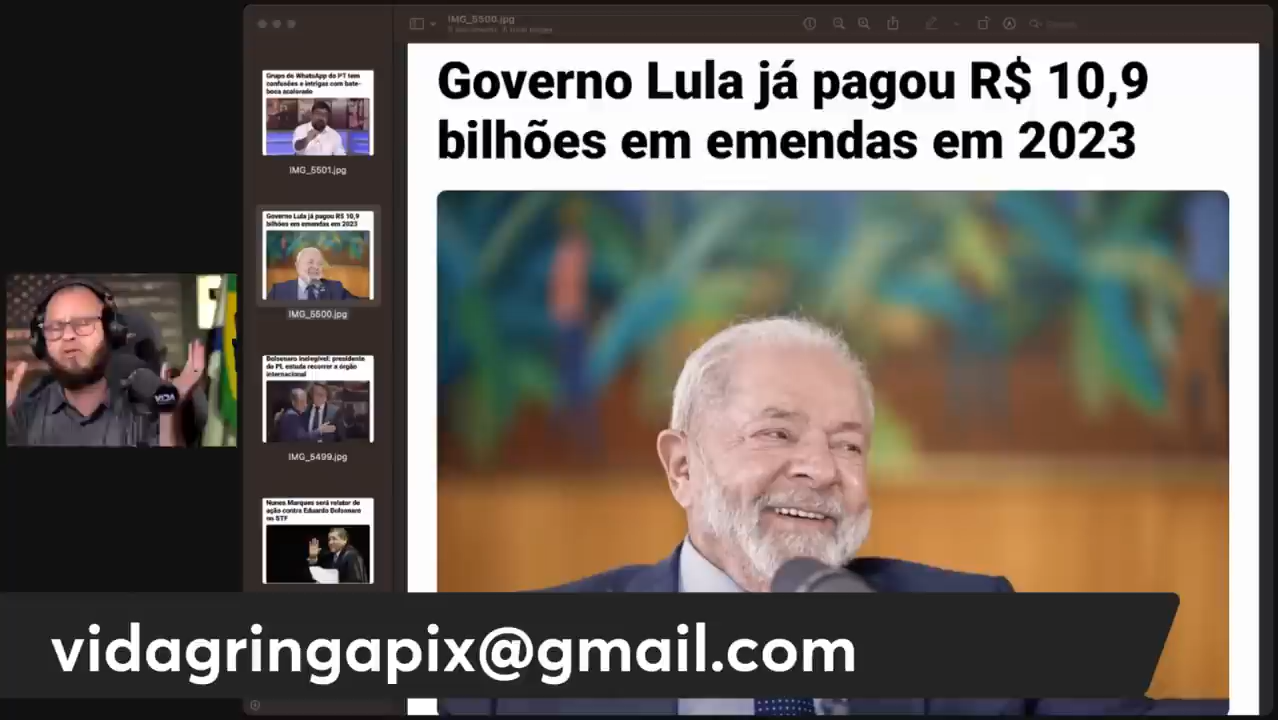 IMG_5500.jpg
Governo Lula já pagou R$ 10,9
bilhões em emendas em 2023
Grupo de WhatsApp do PT tem
confusões e intrigas com bate-
boca acalorado
IMG_5501.jpg
Governo Lula já pagou R$ 10,9
bilhões em emendas em 2023
IMG_5500.jpg
Bolsonaro inelegível: presidente
do PL estuda recorrer a órgão
internacional
IMG_5499.jpg
Nunes Marques será relator de
ação contra Eduardo Bolsonaro
no STF
VIDA
vidagringapix@gmail.com